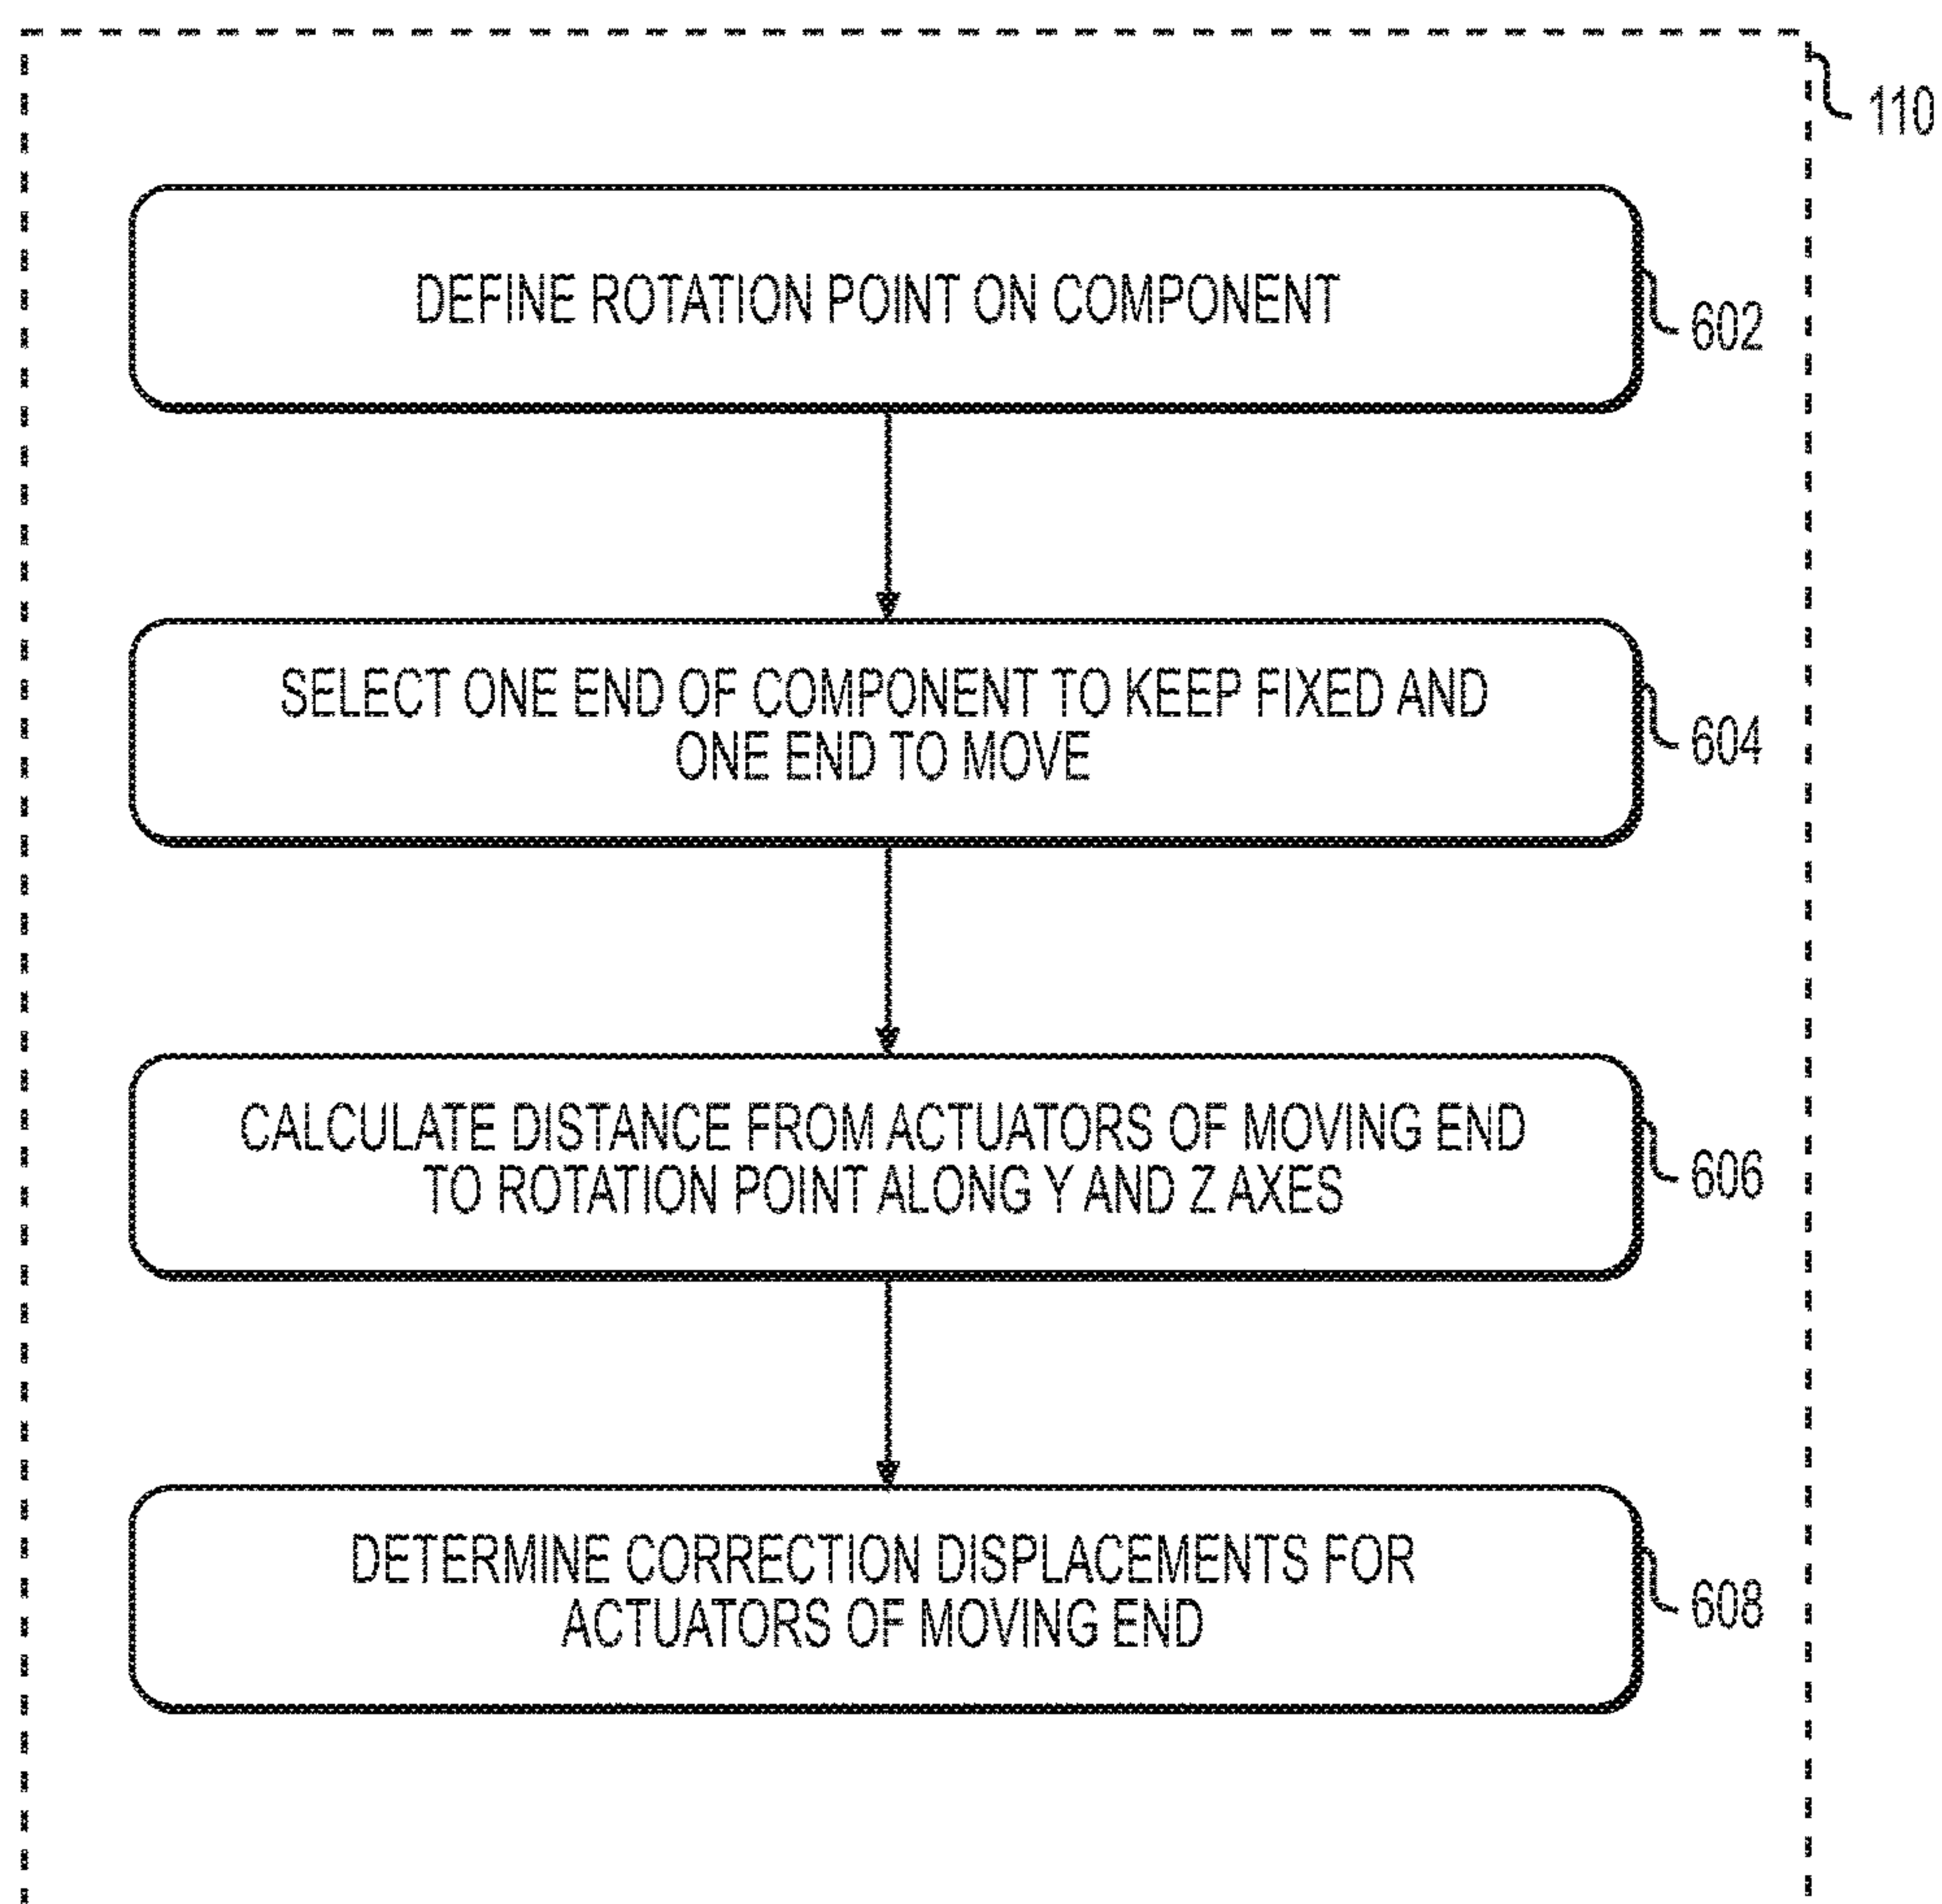 110
DEFINE ROTATION POINT ON COMPONENT
602
SELECT ONE END OF COMPONENT TO KEEP FIXED AND
ONE END TO MOVE
604
CALCULATE DISTANCE FROM ACTUATORS OF MOVING END
TO ROTATION POINT ALONG Y AND Z AXES
606
DETERMINE CORRECTION DISPLACEMENTS FOR
ACTUATORS OF MOVING END
608